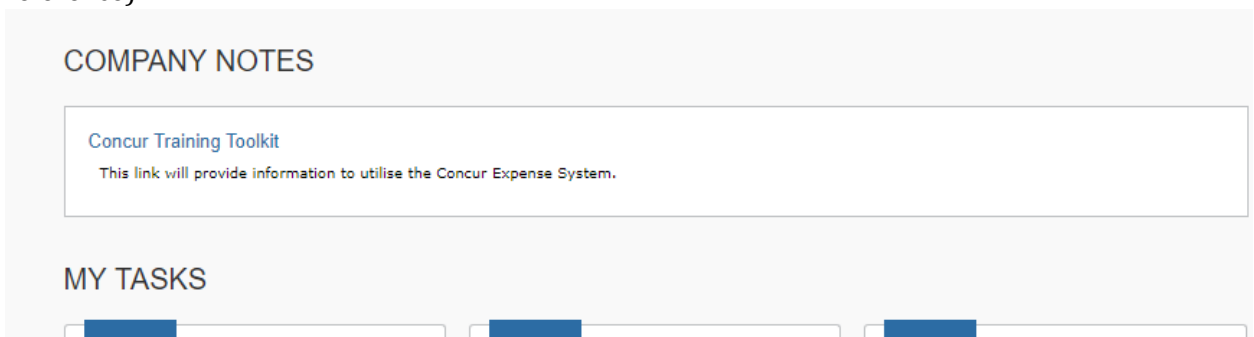 COMPANY NOTES
Concur Training Toolkit
This link will provide information to utilise the Concur Expense System.
MY TASKS